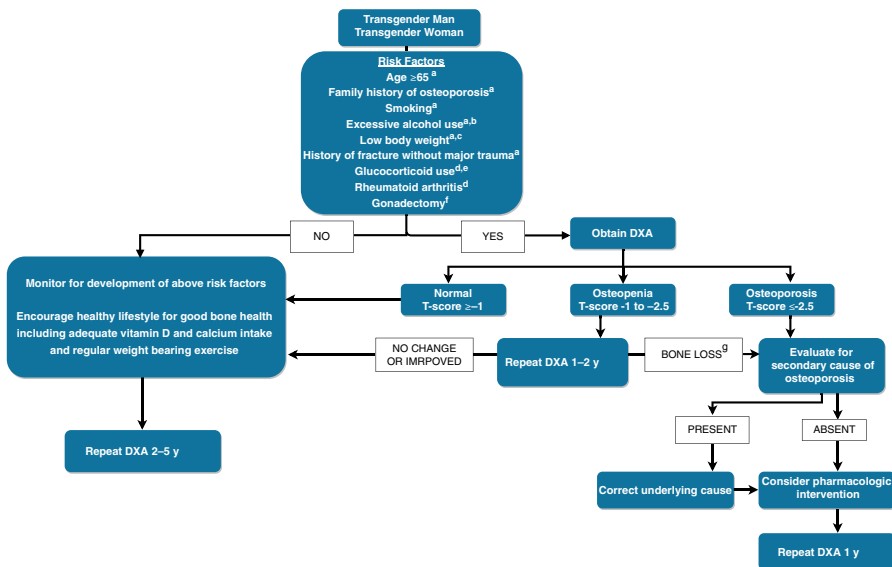 Transgender Man
Transgender Woman
Risk Factors
Age ≥65 a
Family history of osteoporosisa
Smokinga
Excessive alcohol usea,b
Low body weighta,c
History of fracture without major traumaa
Glucocorticoid used,e
Rheumatoid arthritisd
Gonadectomyf
NO
YES
Obtain DXA
Monitor for development of above risk factors
Encourage healthy lifestyle for good bone health
including adequate vitamin D and calcium intake
and regular weight bearing exercise
Normal
T-score ≥–1
Osteopenia
T-score -1 to –2.5
Osteoporosis
T-score ≤-2.5
NO CHANGE
OR IMRPOVED
Repeat DXA 1–2 y
BONE LOSSg
Evaluate for
secondary cause of
osteoporosis
PRESENT
ABSENT
Repeat DXA 2–5 y
Correct underlying cause
Consider pharmacologic
intervention
Repeat DXA 1 y